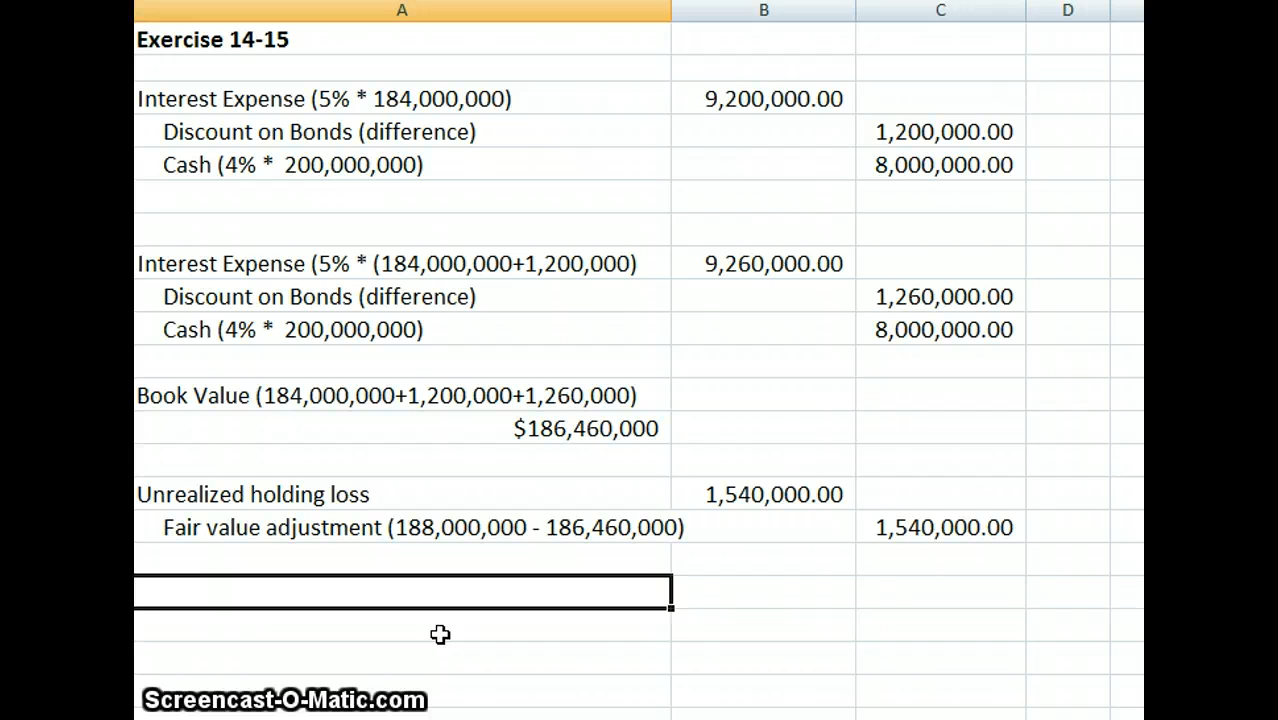 A B C D
Exercise 14-15
Interest Expense (5% * 184,000,000) 9,200,000.00
Discount on Bonds (difference) 1,200,000.00
Cash (4% * 200,000,000) 8,000,000.00
Interest Expense (5% * (184,000,000+1,200,000) 9,260,000.00
Discount on Bonds (difference) 1,260,000.00
Cash (4% * 200,000,000) 8,000,000.00
Book Value (184,000,000+1,200,000+1,260,000)
$186,460,000
Unrealized holding loss 1,540,000.00
Fair value adjustment (188,000,000 - 186,460,000) 1,540,000.00
Screencast-O-Matic.com